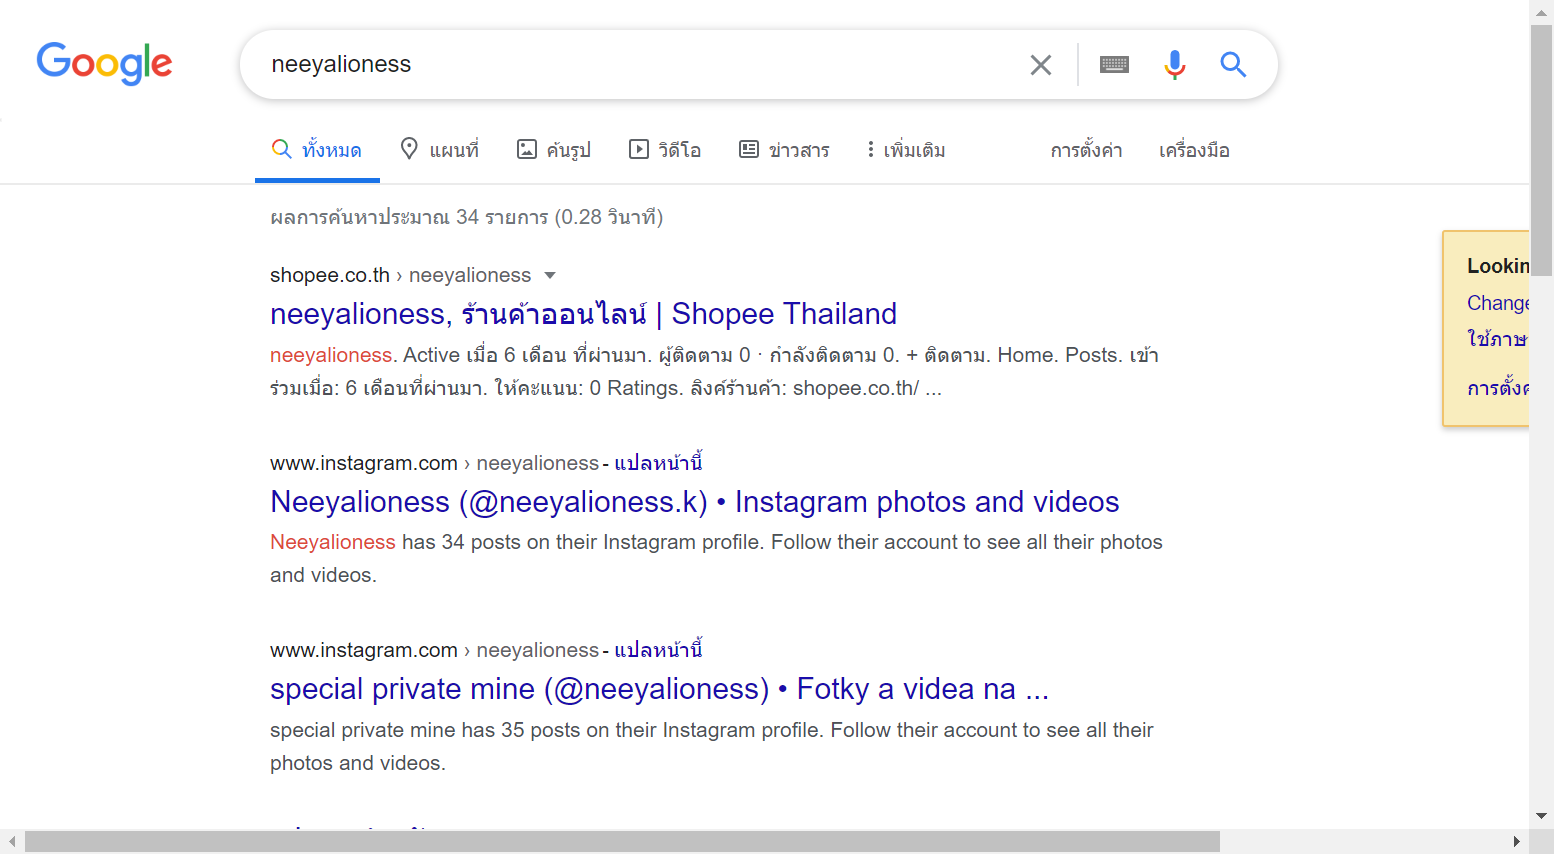 Google
neeyalioness
ทั้งหมด แผนที่ ค้นรูป วิดีโอ ข่าวสาร เพิ่มเติม การตั้งค่า เครื่องมือ
ผลการค้นหาประมาณ 34 รายการ (0.28 วินาที)
shopee.co.th › neeyalioness
neeyalioness, ร้านค้าออนไลน์ | Shopee Thailand
neeyalioness. Active เมื่อ 6 เดือน ที่ผ่านมา. ผู้ติดตาม 0 · กำลังติดตาม 0. + ติดตาม. Home. Posts. เข้า
ร่วมเมื่อ: 6 เดือนที่ผ่านมา. ให้คะแนน: 0 Ratings. ลิงค์ร้านค้า: shopee.co.th/ ...
www.instagram.com › neeyalioness - แปลหน้านี้
Neeyalioness (@neeyalioness.k) • Instagram photos and videos
Neeyalioness has 34 posts on their Instagram profile. Follow their account to see all their photos
and videos.
www.instagram.com › neeyalioness - แปลหน้านี้
special private mine (@neeyalioness) • Fotky a videa na ...
special private mine has 35 posts on their Instagram profile. Follow their account to see all their
photos and videos.
Lookin
Change
ใช้ภาษ
การตั้งค